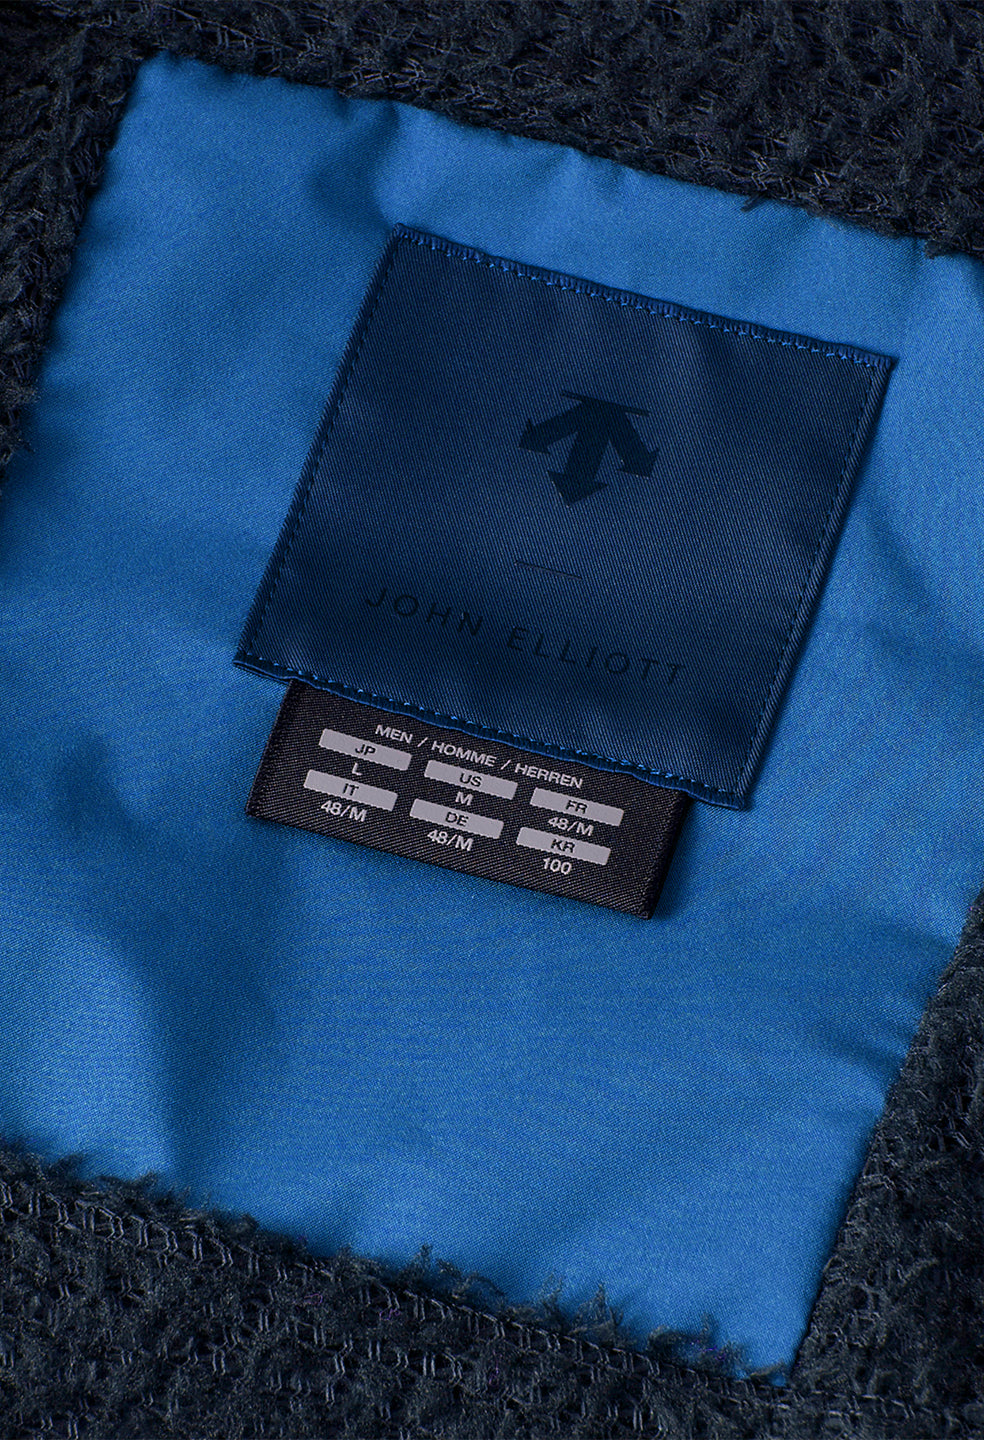 JOHN ELLIOTT
MEN / HOMME / HERREN
JP US FR
L M 48/M
IT DE KR
48/M 48/M 100